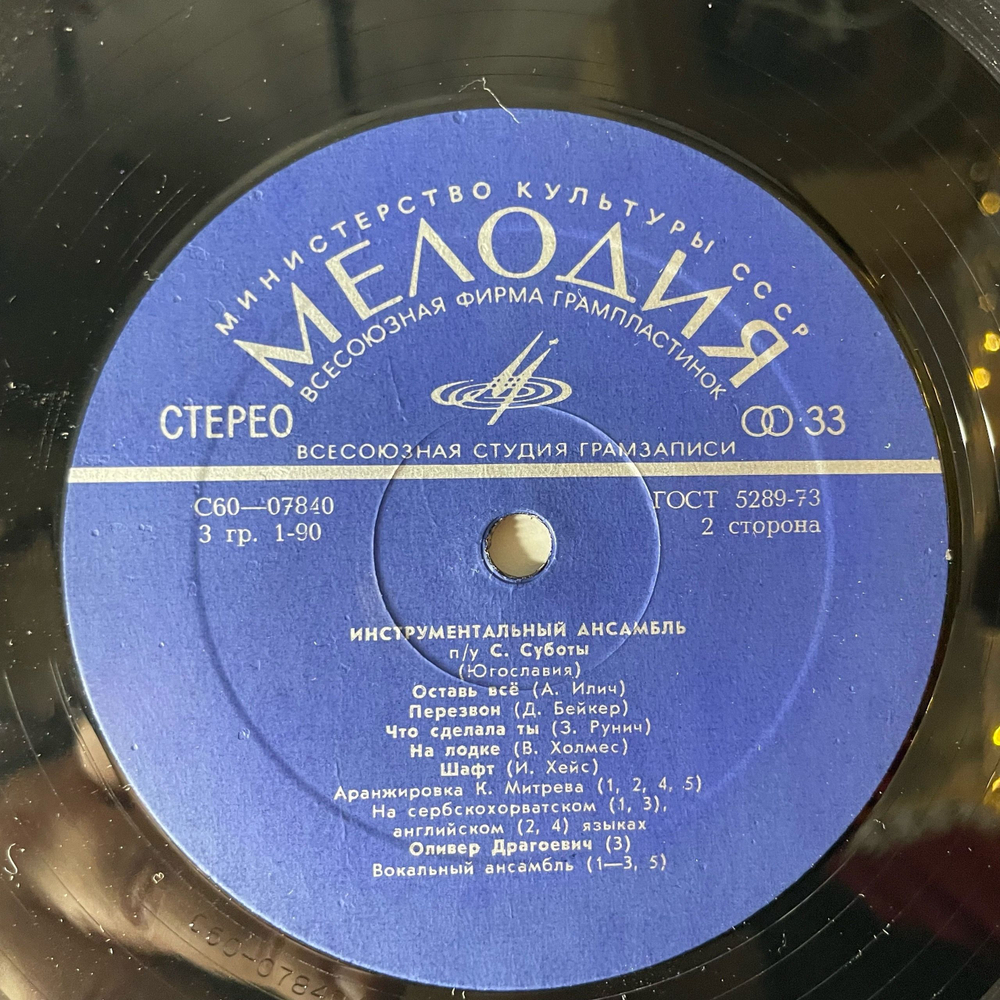 МИНИСТЕРСТВО КУЛЬТУРЫ СССР
МЕЛОДИЯ
ВСЕСОЮЗНАЯ ФИРМА ГРАМПЛАСТИНОК
СТЕРЕО
33
ВСЕСОЮЗНАЯ СТУДИЯ ГРАМЗАПИСИ
С60—07840
ГОСТ 5289-73
3 гр. 1-90
2 сторона
ИНСТРУМЕНТАЛЬНЫЙ АНСАМБЛЬ
п/у С. Суботы
(Югославия)
Оставь всё (А. Илич)
Перезвон (Д. Бейкер)
Что сделала ты (З. Рунич)
На лодке (В. Холмес)
Шафт (И. Хейс)
Аранжировка К. Митрева (1, 2, 4, 5)
На сербскохорватском (1, 3),
английском (2, 4) языках
Оливер Драгоевич (3)
Вокальный ансамбль (1—3, 5)
С60-0784